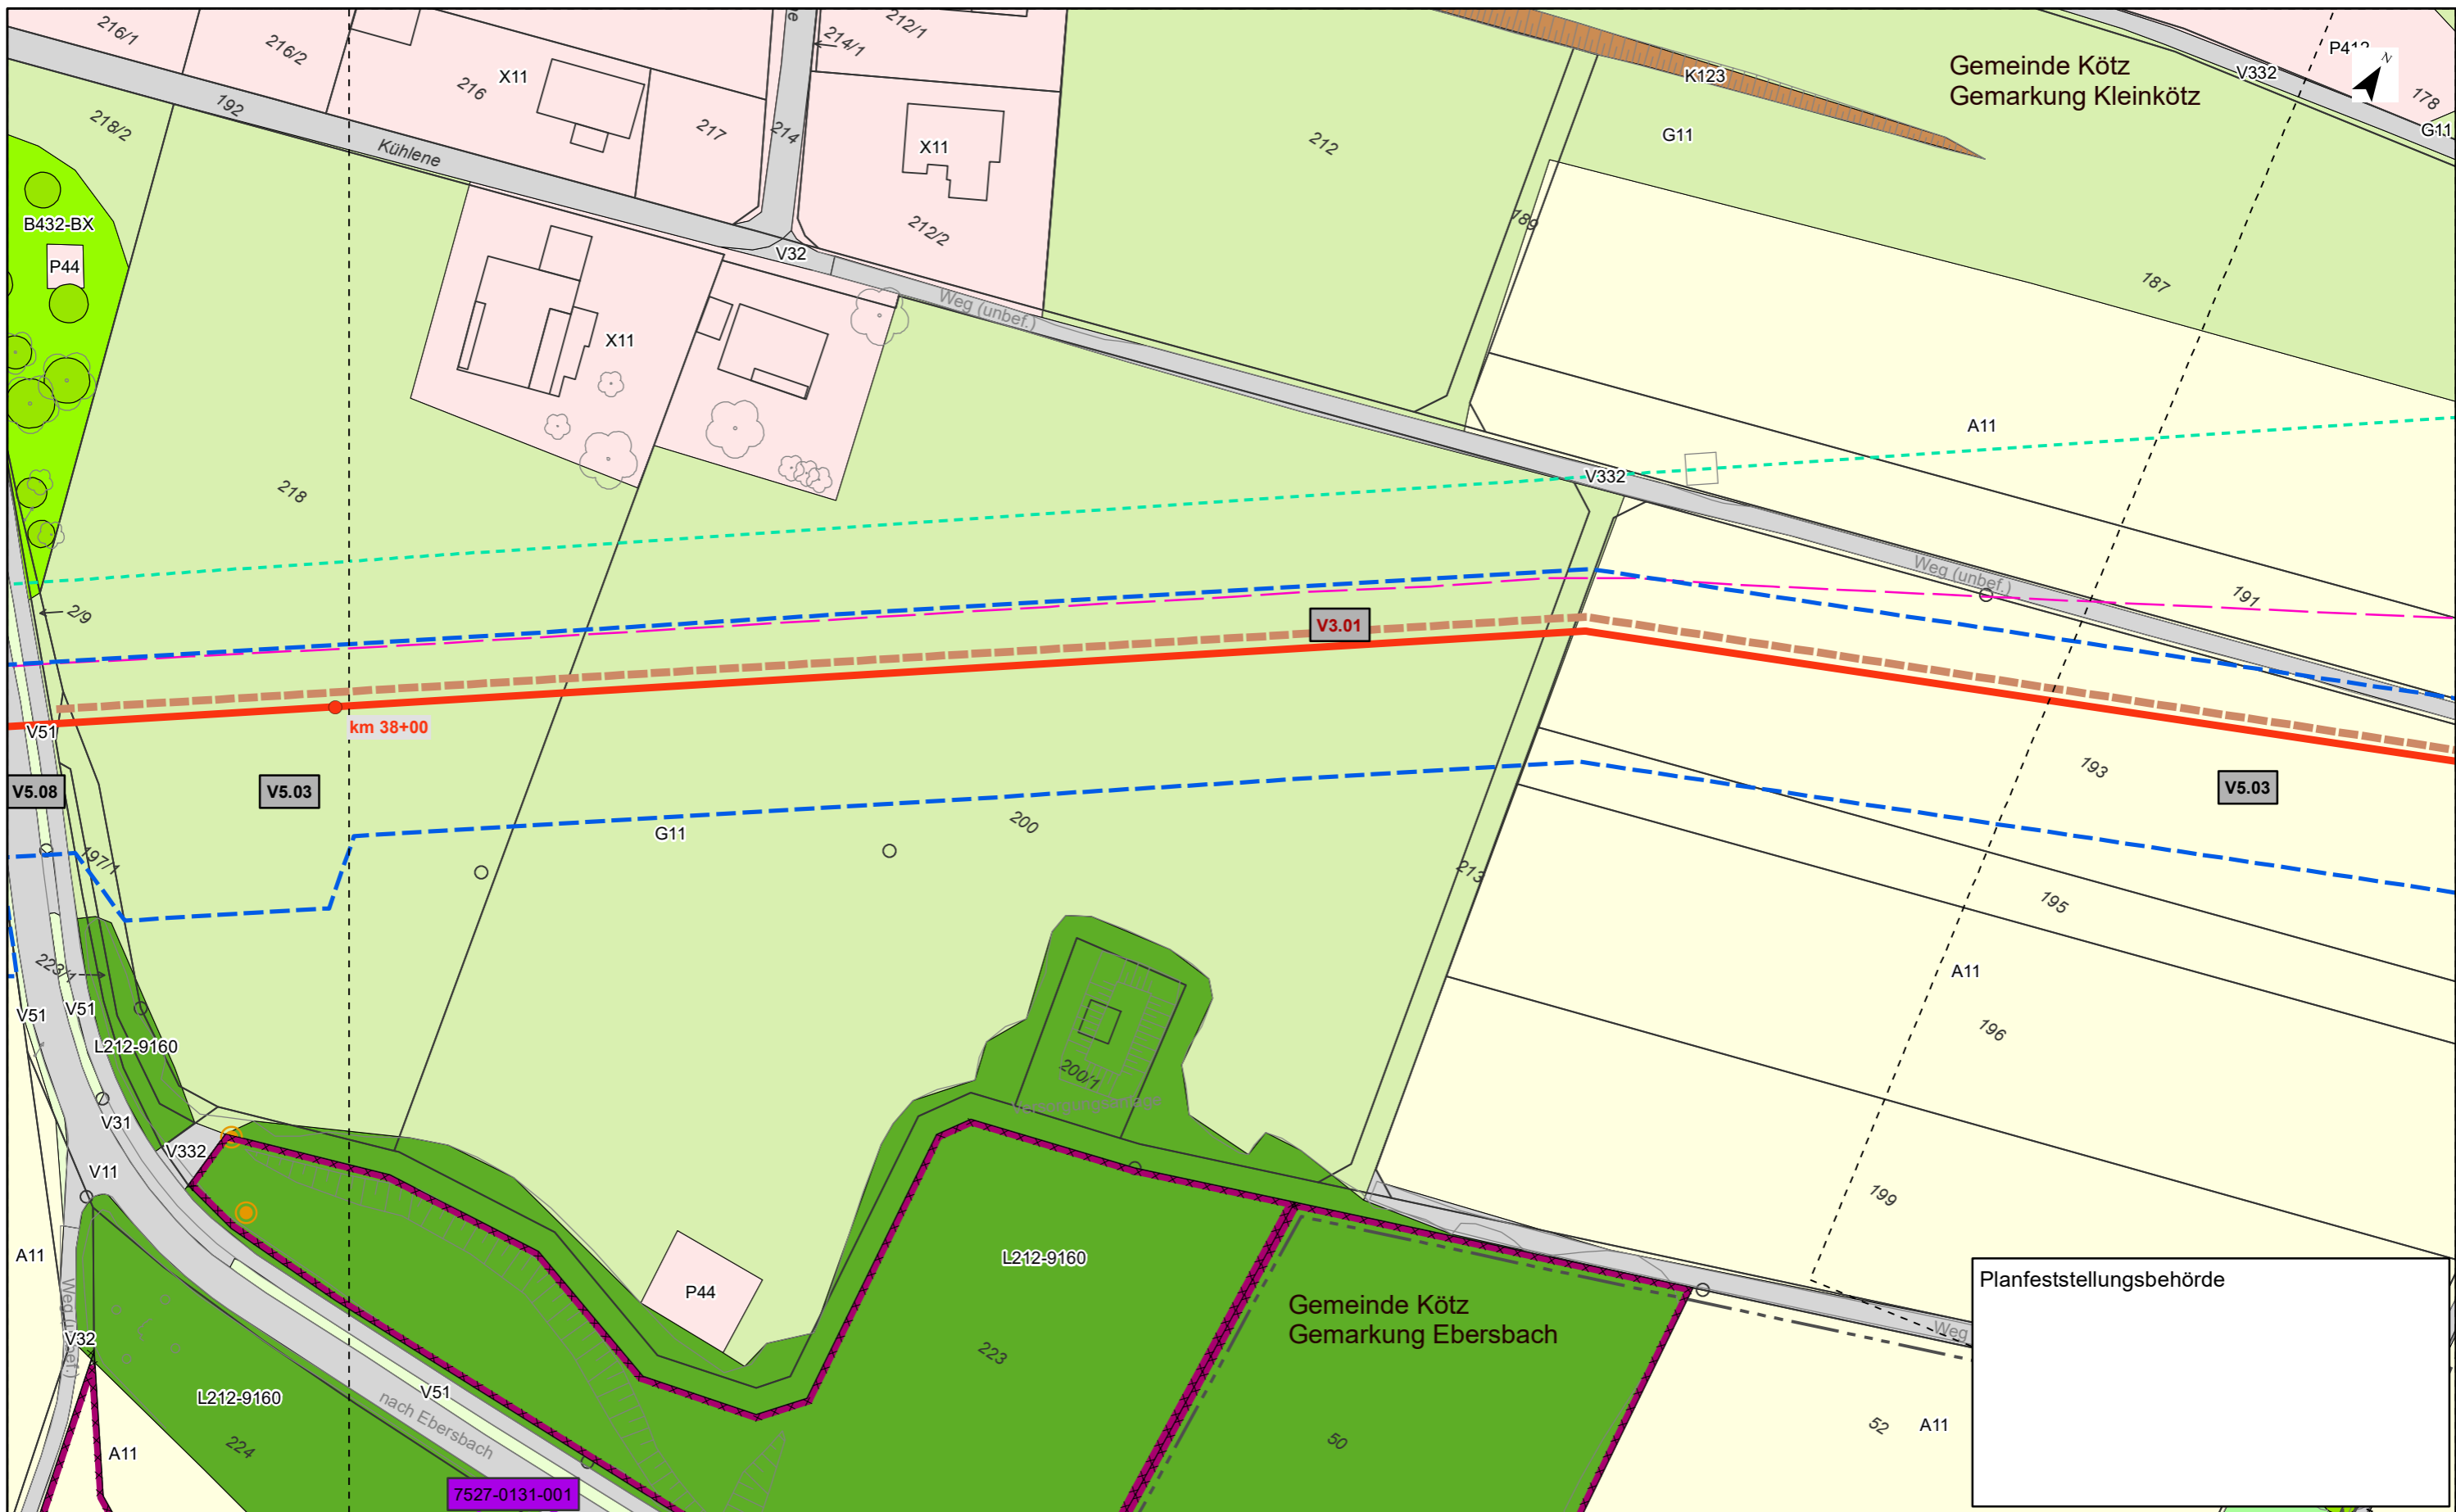 216/1
216/2
216
X11
217
214
214/1
212/1
212
K123
G11
Gemeinde Kötz
Gemarkung Kleinkötz
V332
N
178
G11
218/2
192
Kühlene
X11
212/2
189
187
B432-BX
P44
V32
Weg (unbef.)
X11
A11
218
V332
Weg (unbef.)
191
2/9
V3.01
V51
km 38+00
193
V5.08
V5.03
V5.03
G11
200
197/1
213
195
A11
223/1
V51
V51
196
L212-9160
200/1
Versorgungsanlage
V31
V332
V11
199
A11
L212-9160
P44
Planfeststellungsbehörde
Gemeinde Kötz
Gemarkung Ebersbach
Weg
Weg (unbef.)
V32
223
L212-9160
V51
nach Ebersbach
224
A11
50
52
A11
7527-0131-001